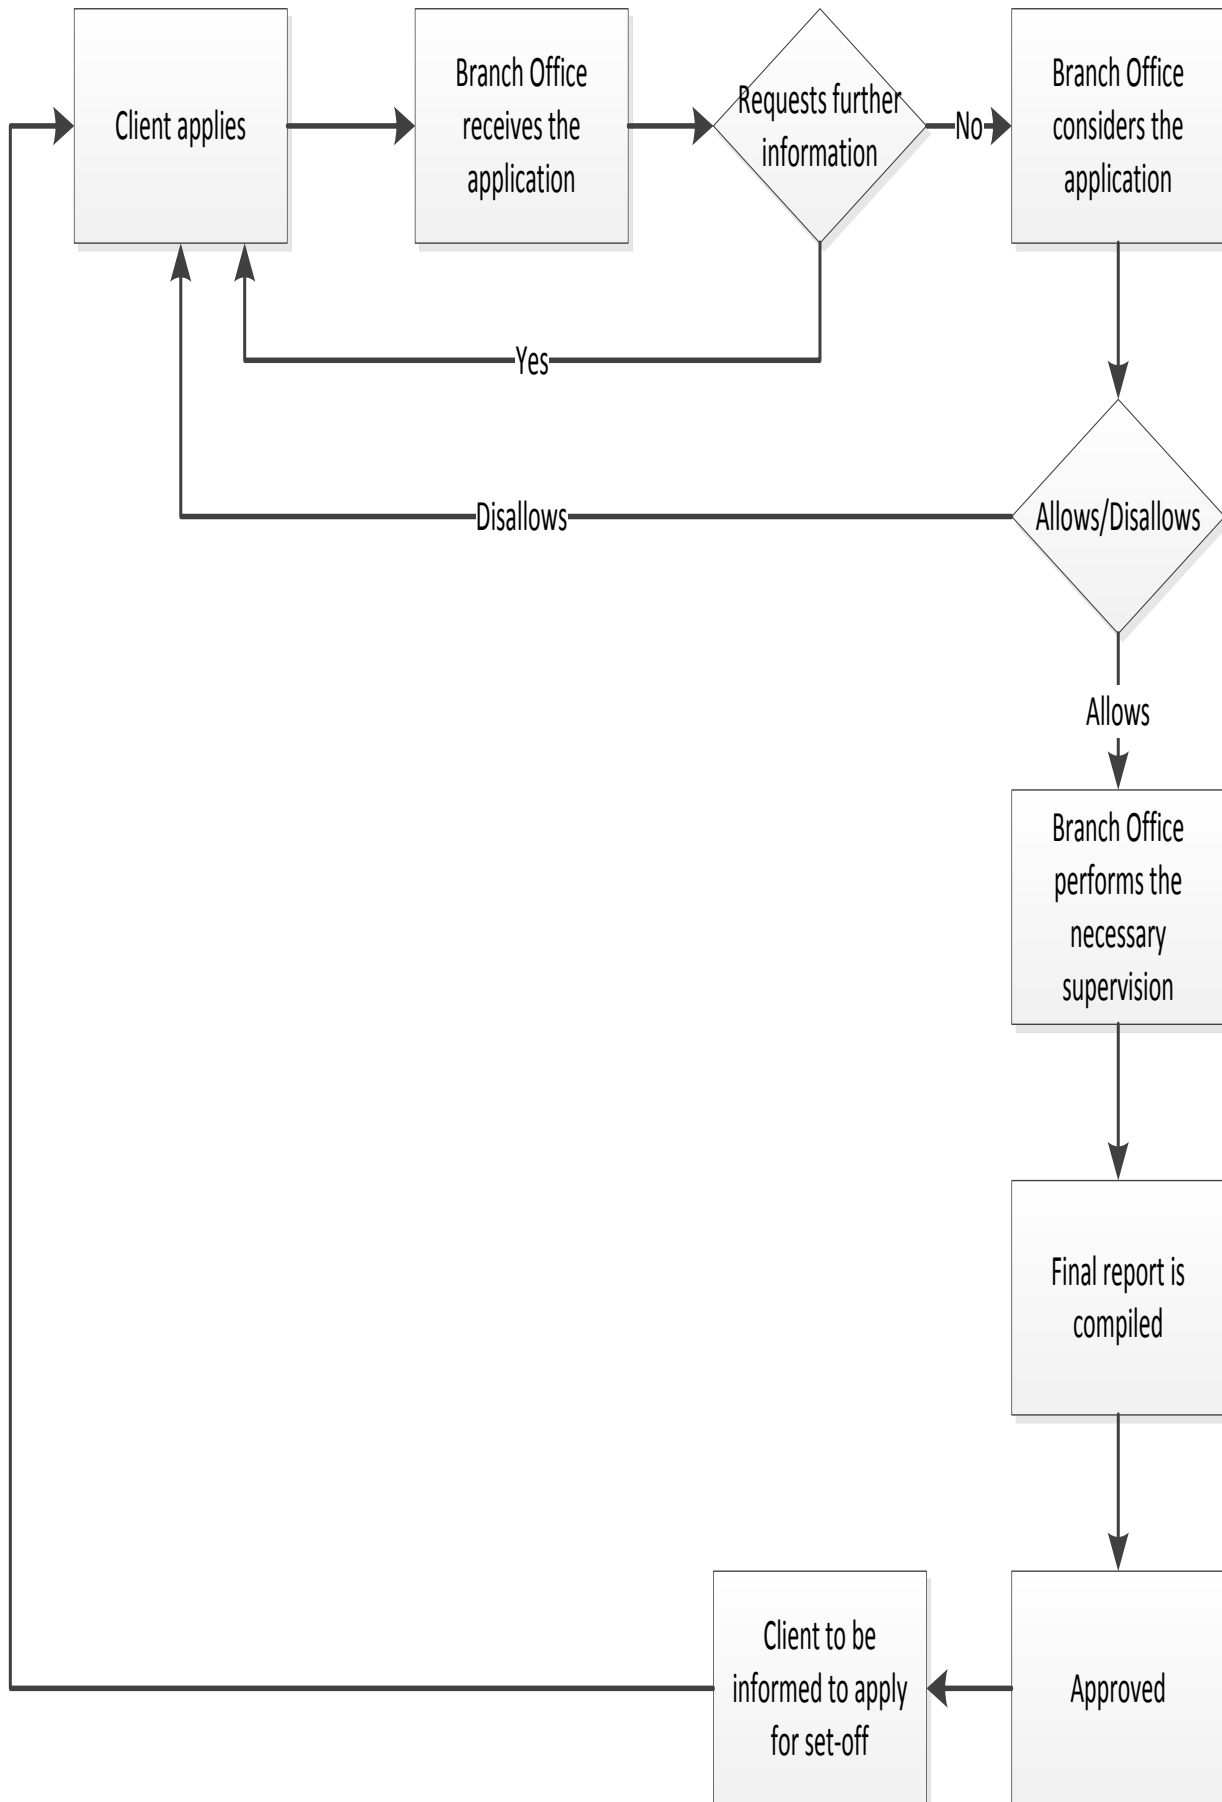 Client applies
Branch Office
receives the
application
Requests further
information
No
Branch Office
considers the
application
Yes
Disallows
Allows/Disallows
Allows
Branch Office
performs the
necessary
supervision
Final report is
compiled
Client to be
informed to apply
for set-off
Approved